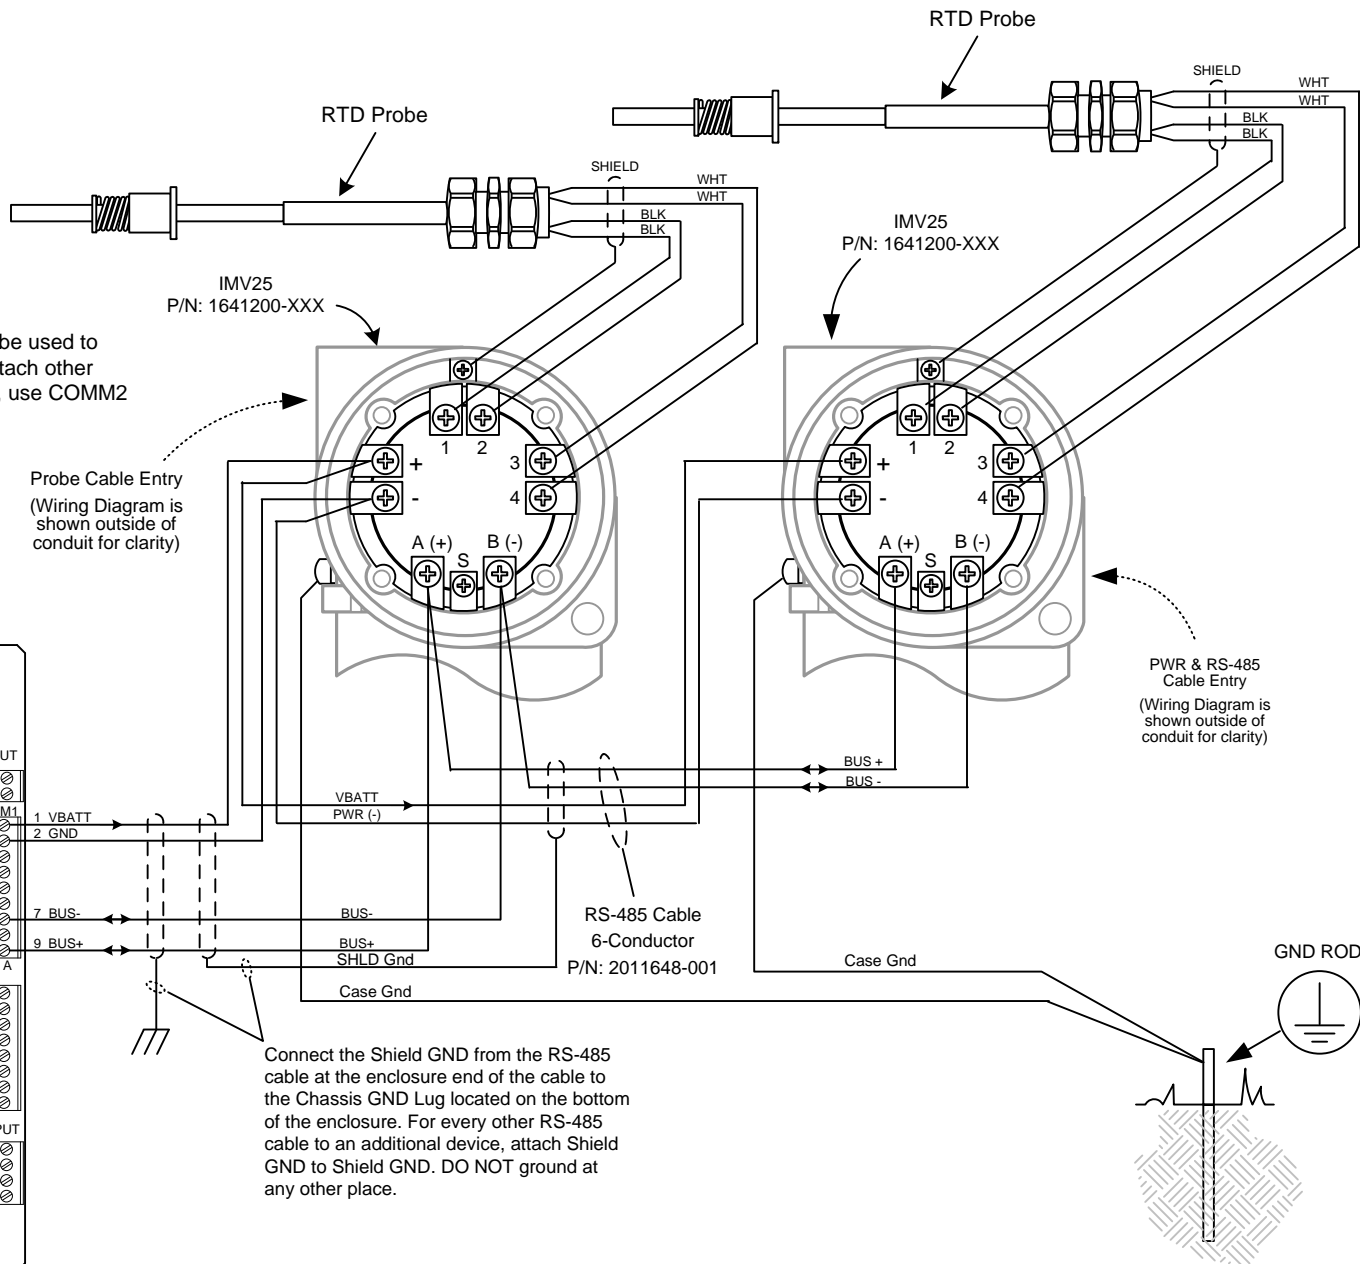 RTD Probe
SHIELD
WHT
WHT
BLK
BLK
RTD Probe
SHIELD
WHT
WHT
BLK
BLK
IMV25
P/N: 1641200-XXX
IMV25
P/N: 1641200-XXX
be used to
tach other
use COMM2
Probe Cable Entry
(Wiring Diagram is
shown outside of
conduit for clarity)
1
2
3
4
+
-
A (+)
S
B (-)
1
2
3
4
+
-
A (+)
S
B (-)
PWR & RS-485
Cable Entry
(Wiring Diagram is
shown outside of
conduit for clarity)
UT
M1
1 VBATT
2 GND
7 BUS-
9 BUS+
A
PUT
VBATT
PWR (-)
BUS +
BUS -
BUS-
BUS+
SHLD Gnd
Case Gnd
RS-485 Cable
6-Conductor
P/N: 2011648-001
Case Gnd
GND ROD
Connect the Shield GND from the RS-485
cable at the enclosure end of the cable to
the Chassis GND Lug located on the bottom
of the enclosure. For every other RS-485
cable to an additional device, attach Shield
GND to Shield GND. DO NOT ground at
any other place.